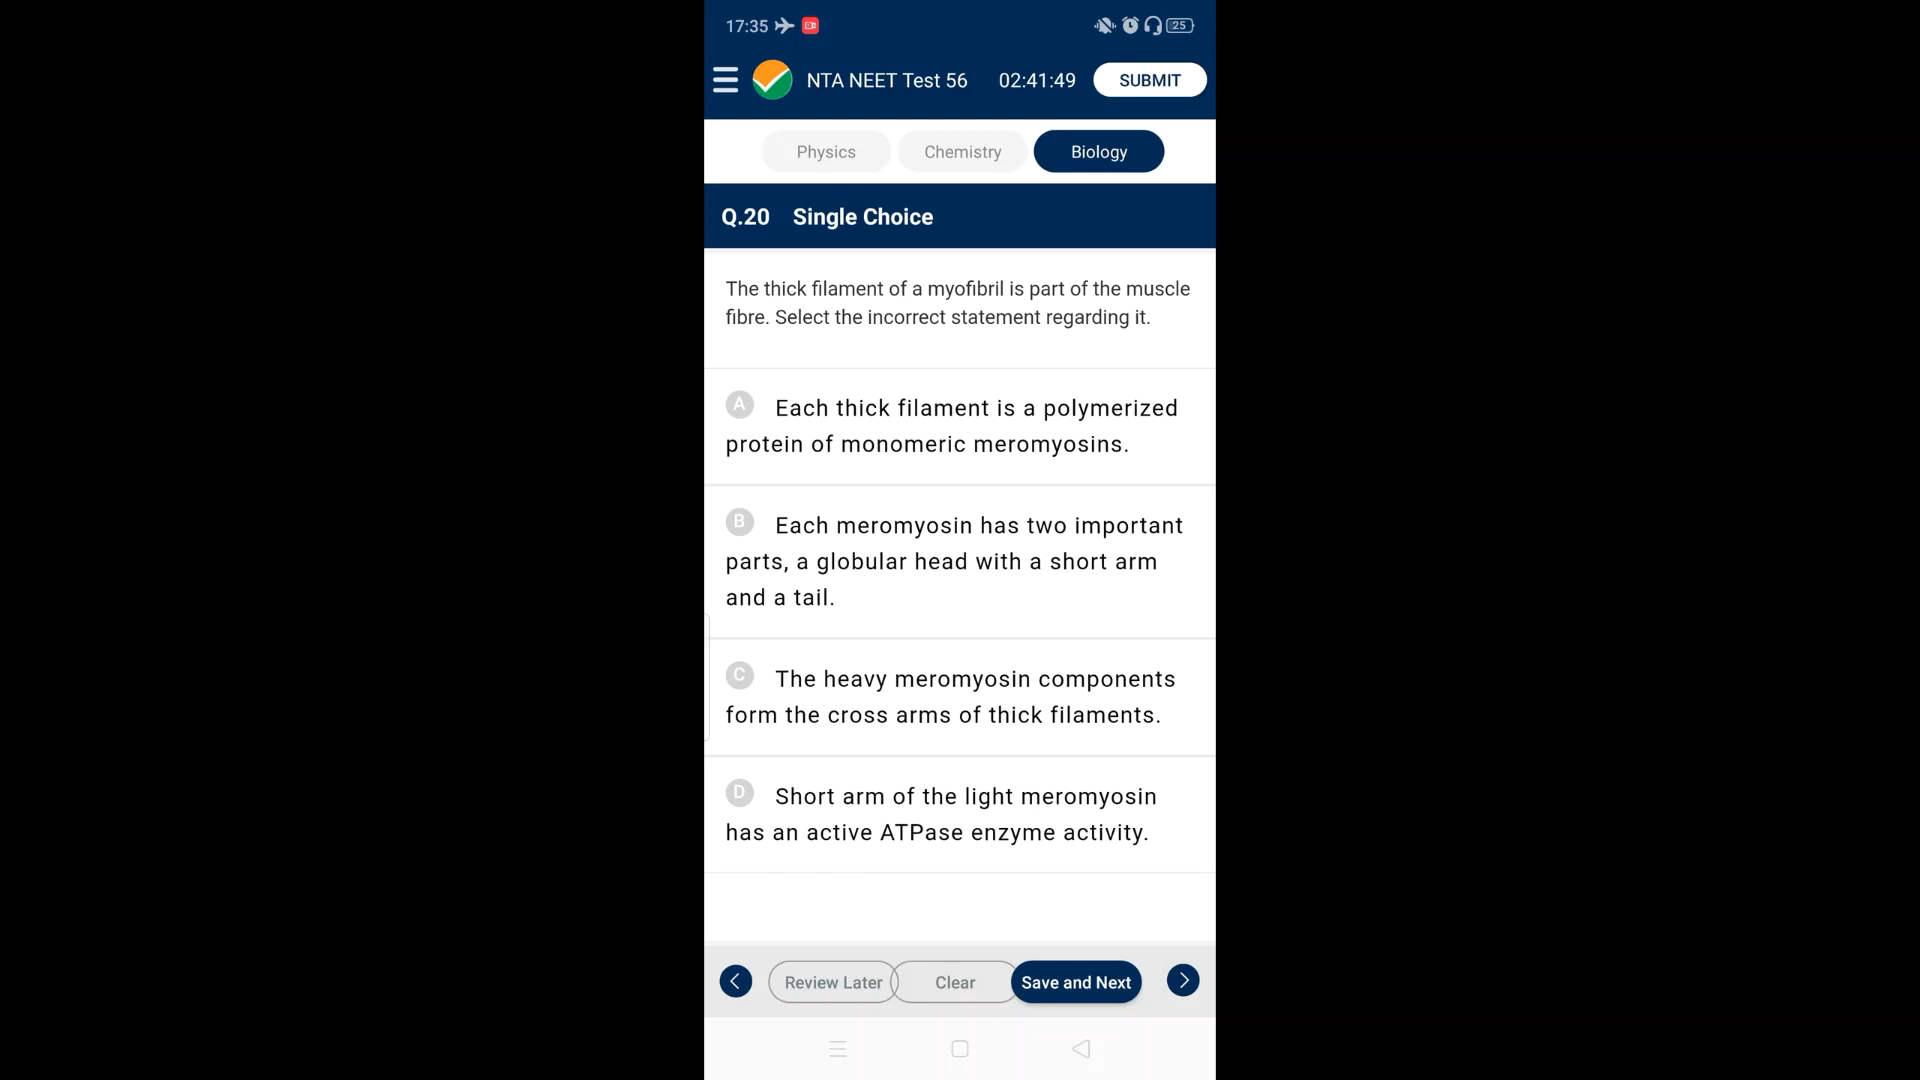 17:35 25
NTA NEET Test 56 02:41:49 SUBMIT
Physics Chemistry Biology
Q.20 Single Choice
The thick filament of a myofibril is part of the muscle
fibre. Select the incorrect statement regarding it.
A Each thick filament is a polymerized
protein of monomeric meromyosins.
B Each meromyosin has two important
parts, a globular head with a short arm
and a tail.
C The heavy meromyosin components
form the cross arms of thick filaments.
D Short arm of the light meromyosin
has an active ATPase enzyme activity.
Review Later Clear Save and Next